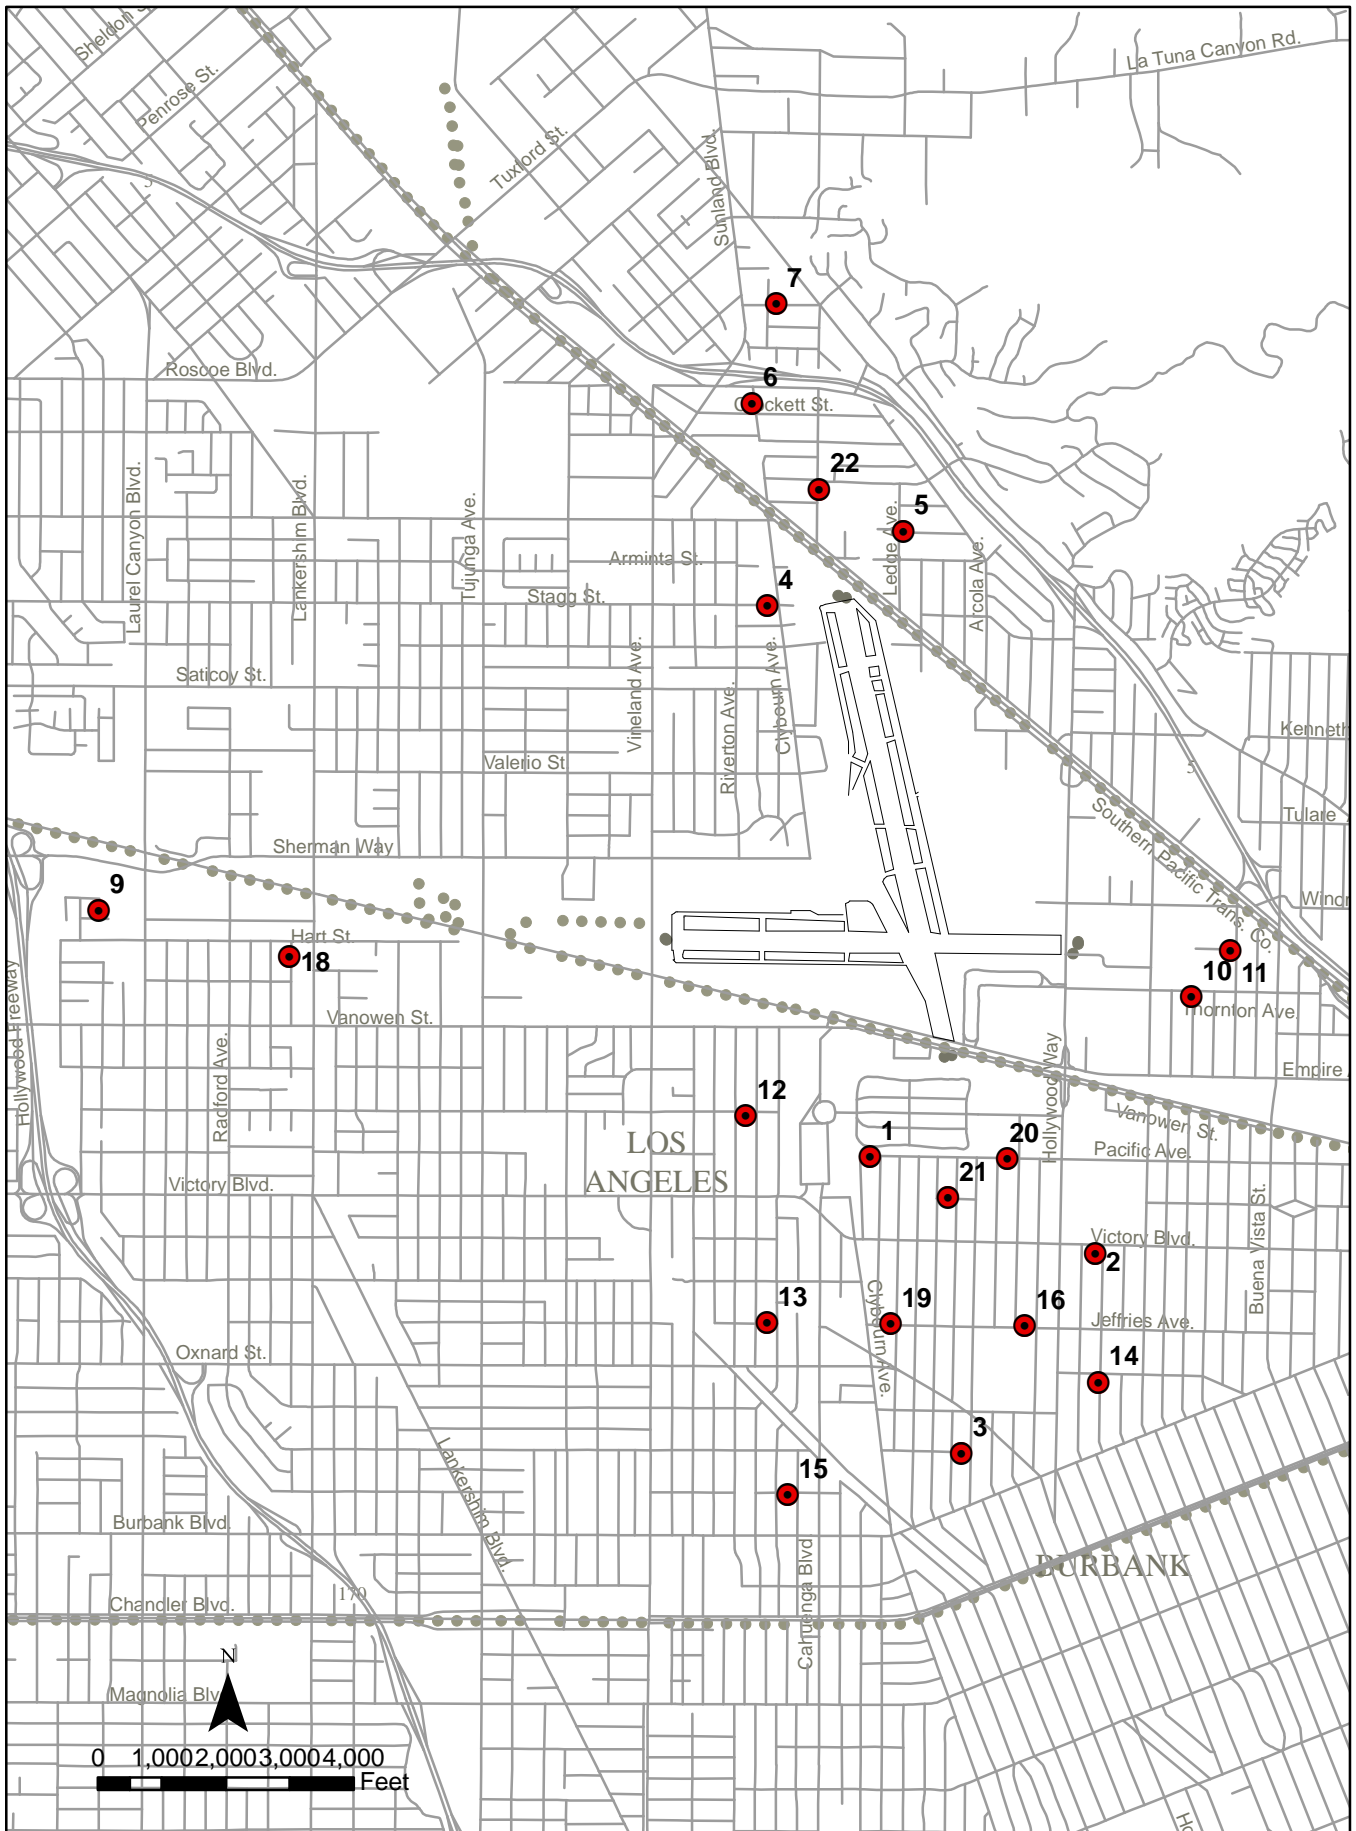 Sheldon
La Tuna Canyon Rd.
Penrose St.
Tuxford St.
Sunland Blvd.
5
7
Roscoe Blvd.
6
22
5
Laurel Canyon Blvd.
Lankershim Blvd.
Tujunga Ave.
Arminta St.
Ledge Ave.
Arcola Ave.
4
Stagg St.
Saticoy St.
Vineland Ave.
Riverton Ave.
Clybourn Ave.
Kenneth
Valerio St
5
Southern Pacific Trans. Co.
Tulare
Sherman Way
9
Hart St.
18
10
11
Thornton Ave.
Vanowen St.
Hollywood Freeway
Radford Ave.
Hollywood Way
Empire
12
Vanowen St.
LOS
ANGELES
1
20
Pacific Ave.
21
Victory Blvd.
Victory Blvd.
2
Buena Vista St.
13
Clybourn Ave.
19
16
Jeffries Ave.
Oxnard St.
14
3
Lankershim Blvd.
15
Burbank Blvd.
Cahuenga Blvd
BURBANK
170
Chandler Blvd.
N
Magnolia Blv
0 1,000 2,000 3,000 4,000
Feet